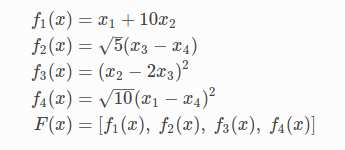 f₁(x) = x₁ + 10x₂
f₂(x) = √5(x₃ − x₄)
f₃(x) = (x₂ − 2x₃)²
f₄(x) = √10(x₁ − x₄)²
F(x) = [f₁(x), f₂(x), f₃(x), f₄(x)]